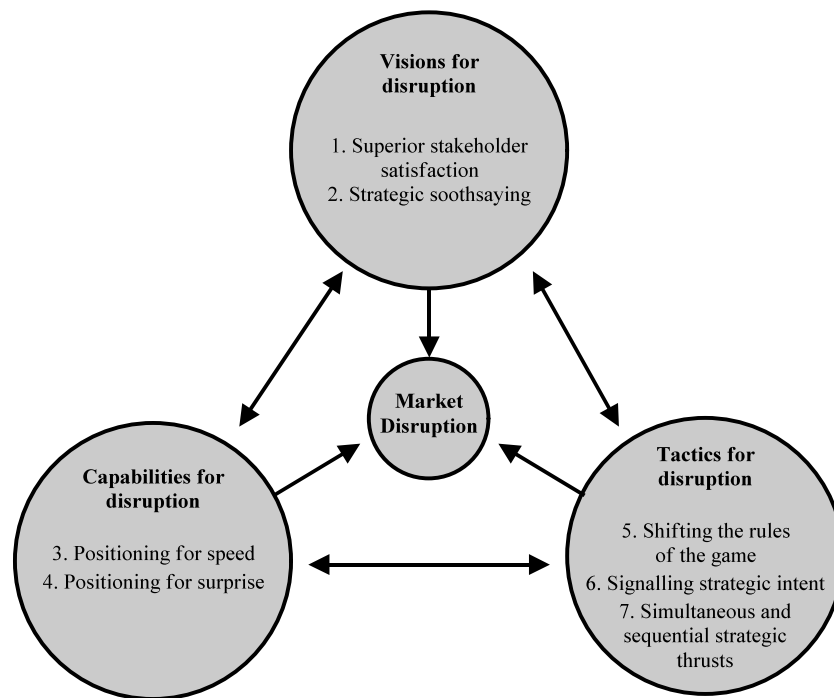 Visions for
disruption
1. Superior stakeholder
satisfaction
2. Strategic soothsaying
Market
Disruption
Capabilities for
disruption
3. Positioning for speed
4. Positioning for surprise
Tactics for
disruption
5. Shifting the rules
of the game
6. Signalling strategic intent
7. Simultaneous and
sequential strategic
thrusts